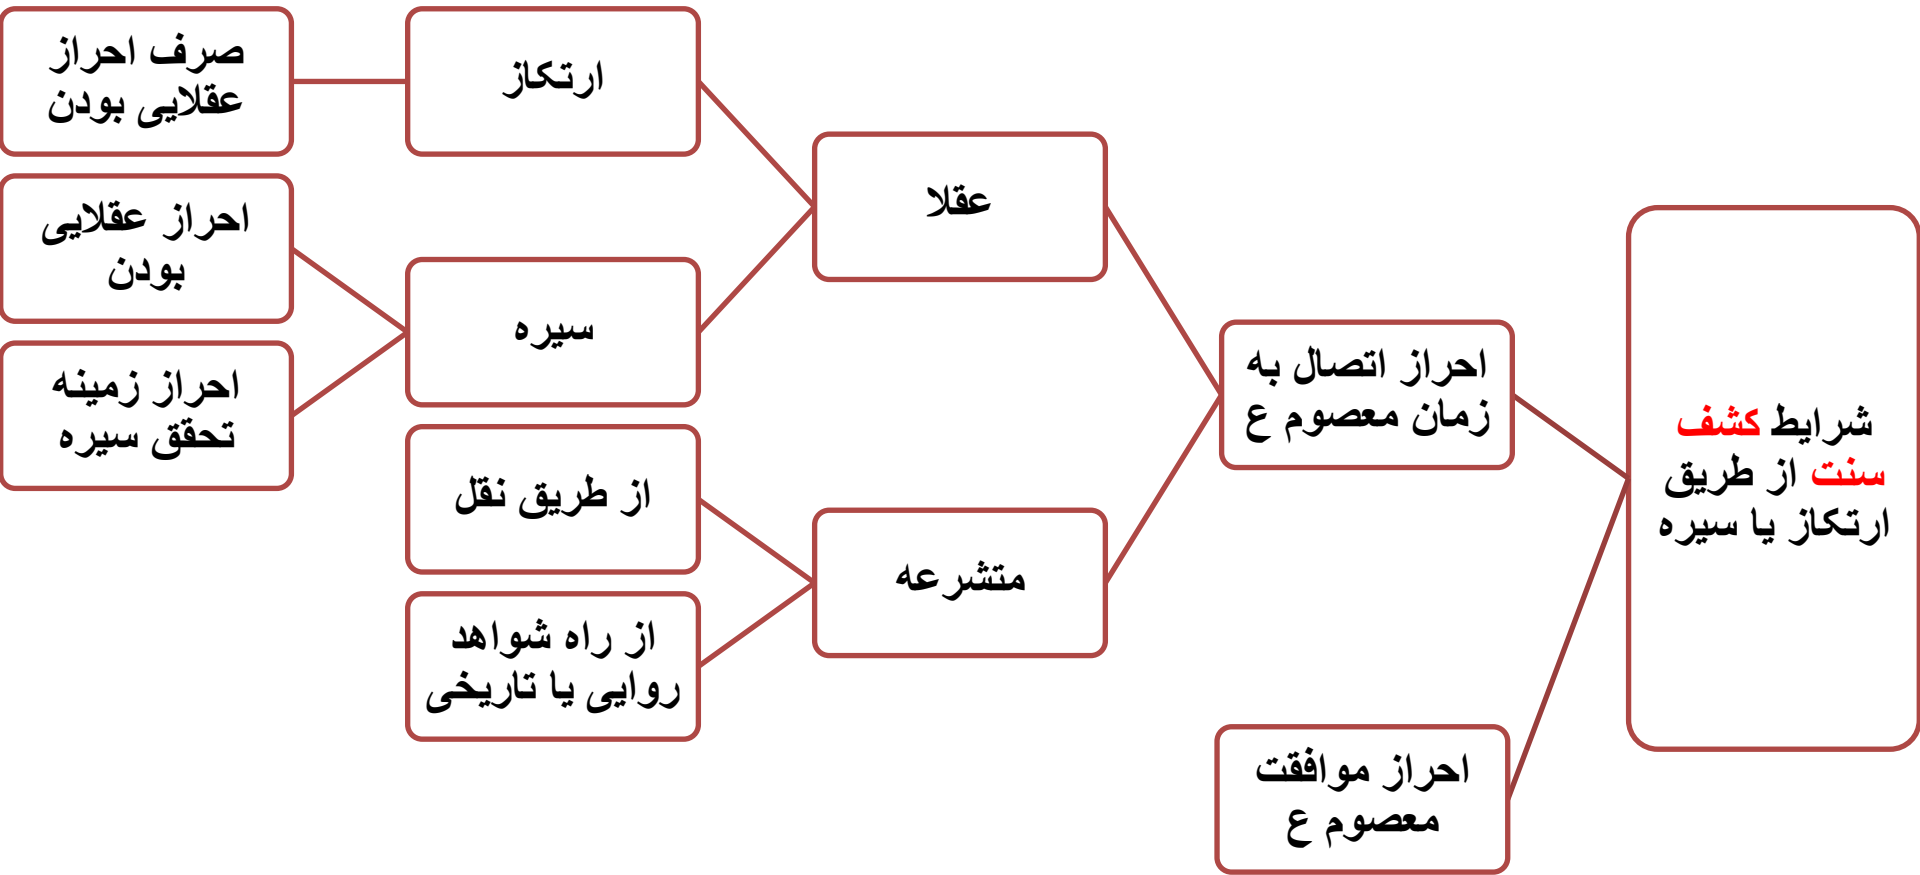 شرایط کشف
سنت از طریق
ارتکاز یا سیره
احراز اتصال به
زمان معصوم ع
عقلا
ارتکاز
صرف احراز
عقلایی بودن
سیره
احراز عقلایی
بودن
احراز زمینه
تحقق سیره
متشرعه
از طریق نقل
از راه شواهد
روایی یا تاریخی
احراز موافقت
معصوم ع